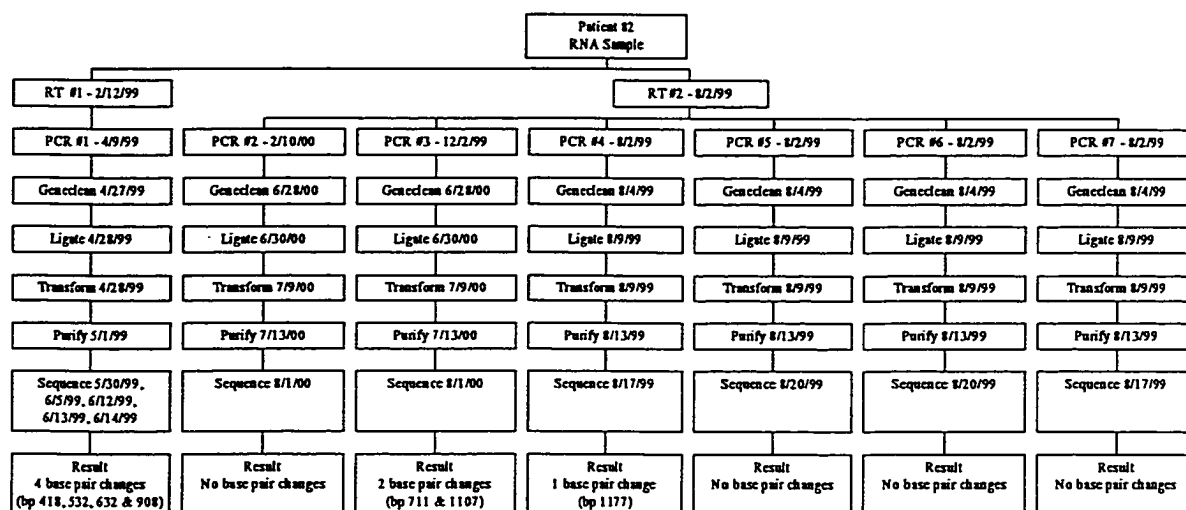 Patient 82
RNA Sample
RT #1 - 2/12/99
RT #2 - 8/2/99
PCR #1 - 4/9/99
PCR #2 - 2/10/00
PCR #3 - 12/2/99
PCR #4 - 8/2/99
PCR #5 - 8/2/99
PCR #6 - 8/2/99
PCR #7 - 8/2/99
Geneclean 4/27/99
Geneclean 6/28/00
Geneclean 6/28/00
Geneclean 8/4/99
Geneclean 8/4/99
Geneclean 8/4/99
Geneclean 8/4/99
Ligate 4/28/99
Ligate 6/30/00
Ligate 6/30/00
Ligate 8/9/99
Ligate 8/9/99
Ligate 8/9/99
Ligate 8/9/99
Transform 4/28/99
Transform 7/9/00
Transform 7/9/00
Transform 8/9/99
Transform 8/9/99
Transform 8/9/99
Transform 8/9/99
Purify 5/1/99
Purify 7/13/00
Purify 7/13/00
Purify 8/13/99
Purify 8/13/99
Purify 8/13/99
Purify 8/13/99
Sequence 5/30/99,
6/5/99, 6/12/99,
6/13/99, 6/14/99
Sequence 8/1/00
Sequence 8/1/00
Sequence 8/17/99
Sequence 8/20/99
Sequence 8/20/99
Sequence 8/17/99
Result
4 base pair changes
(bp 418, 532, 632 & 908)
Result
No base pair changes
Result
2 base pair changes
(bp 711 & 1107)
Result
1 base pair change
(bp 1177)
Result
No base pair changes
Result
No base pair changes
Result
No base pair changes